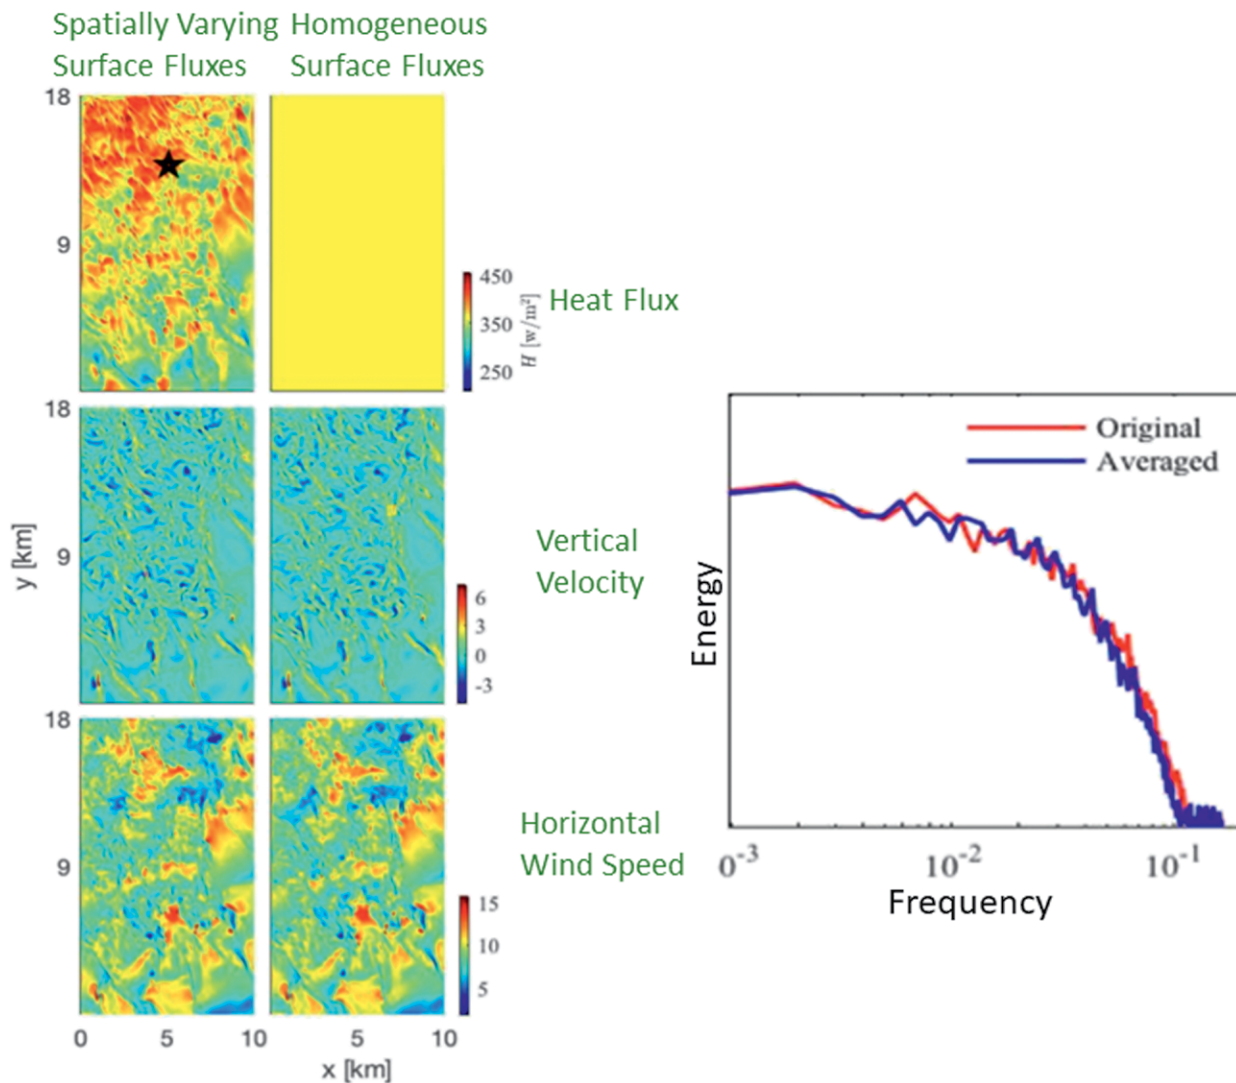 Spatially Varying Homogeneous
Surface Fluxes Surface Fluxes
18
9
450
350
250
H [w/m²]
Heat Flux
18
9
y [km]
6
3
0
-3
Vertical
Velocity
18
9
15
10
5
Horizontal
Wind Speed
0 5 10 5 10
x [km]
Original
Averaged
Energy
0⁻³ 10⁻² 10⁻¹
Frequency